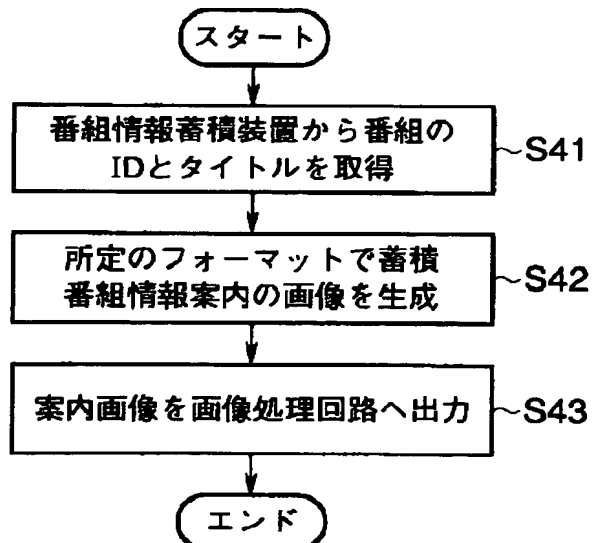 スタート
番組情報蓄積装置から番組の
IDとタイトルを取得
~S41
所定のフォーマットで蓄積
番組情報案内の画像を生成
~S42
案内画像を画像処理回路へ出力
~S43
エンド